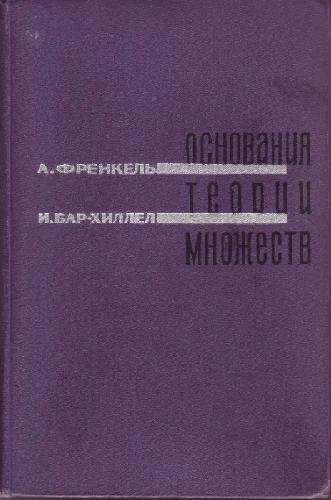 ОСНОВАНИЯ
А.ФРЕНКЕЛЬ
ТЕОРИИ
И.БАР-ХИЛЛЕЛ
МНОЖЕСТВ